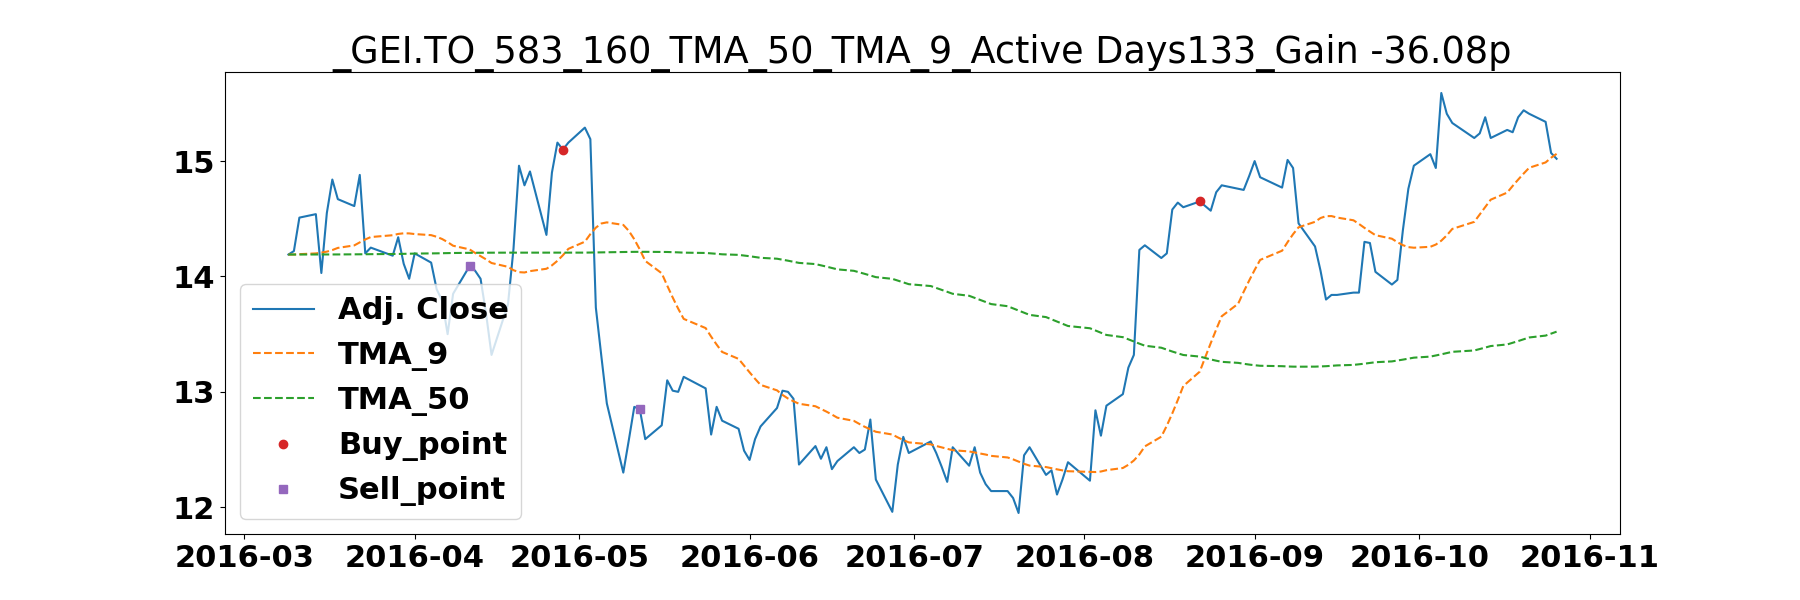 _GEI.TO_583_160_TMA_50_TMA_9_Active Days133_Gain -36.08p
15
14
13
12
Adj. Close
TMA_9
TMA_50
Buy_point
Sell_point
2016-03 2016-04 2016-05 2016-06 2016-07 2016-08 2016-09 2016-10 2016-11